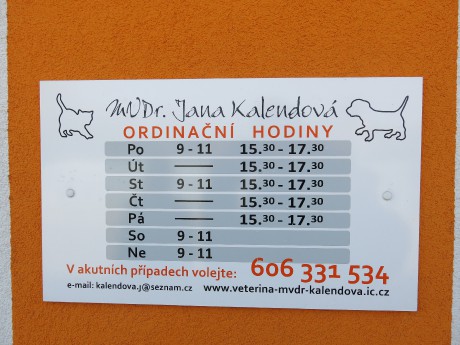 MVDr. Jana Kalendová
ORDINAČNÍ HODINY
Po 9 - 11 15.30 - 17.30
Út — 15.30 - 17.30
St 9 - 11 15.30 - 17.30
Čt — 15.30 - 17.30
Pá — 15.30 - 17.30
So 9 - 11
Ne 9 - 11
V akutních případech volejte: 606 331 534
e-mail: kalendova.j@seznam.cz www.veterina-mvdr-kalendova.ic.cz